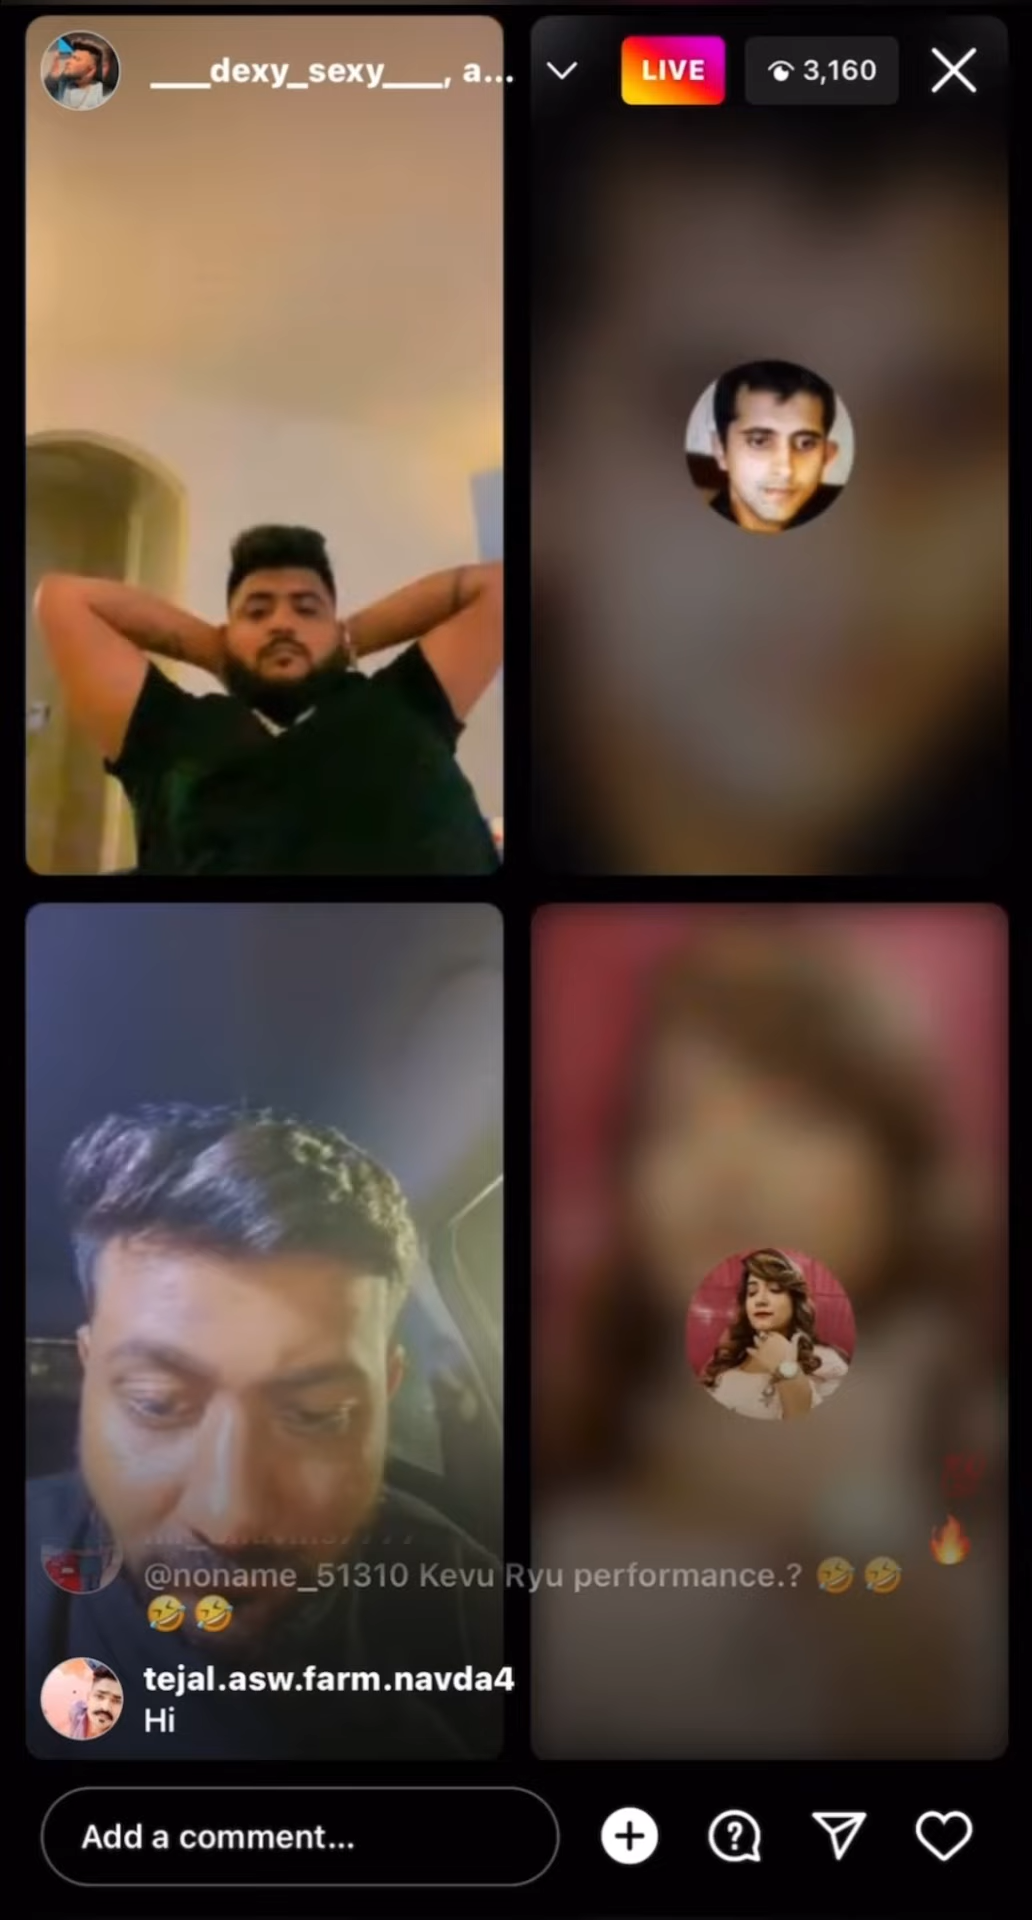 ___dexy_sexy___, a...
LIVE
3,160
@noname_51310 Kevu Ryu performance.? 🤣🤣
🤣🤣
tejal.asw.farm.navda4
Hi
Add a comment...